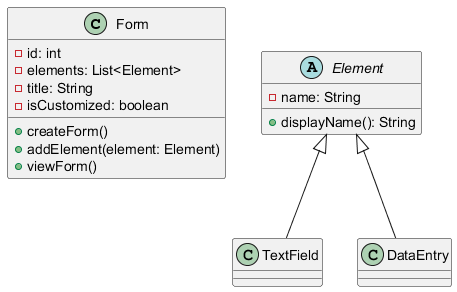 C Form
id: int
elements: List<Element>
title: String
isCustomized: boolean
createForm()
addElement(element: Element)
viewForm()
A Element
name: String
displayName(): String
C TextField
C DataEntry